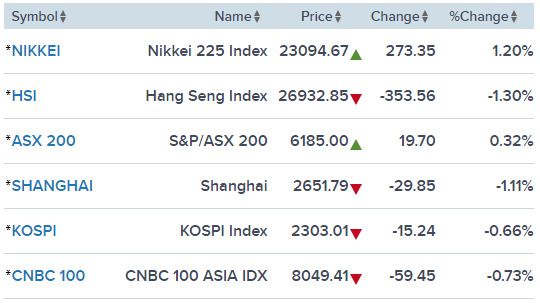 Symbol Name Price Change %Change
*NIKKEI Nikkei 225 Index 23094.67 273.35 1.20%
*HSI Hang Seng Index 26932.85 -353.56 -1.30%
*ASX 200 S&P/ASX 200 6185.00 19.70 0.32%
*SHANGHAI Shanghai 2651.79 -29.85 -1.11%
*KOSPI KOSPI Index 2303.01 -15.24 -0.66%
*CNBC 100 CNBC 100 ASIA IDX 8049.41 -59.45 -0.73%